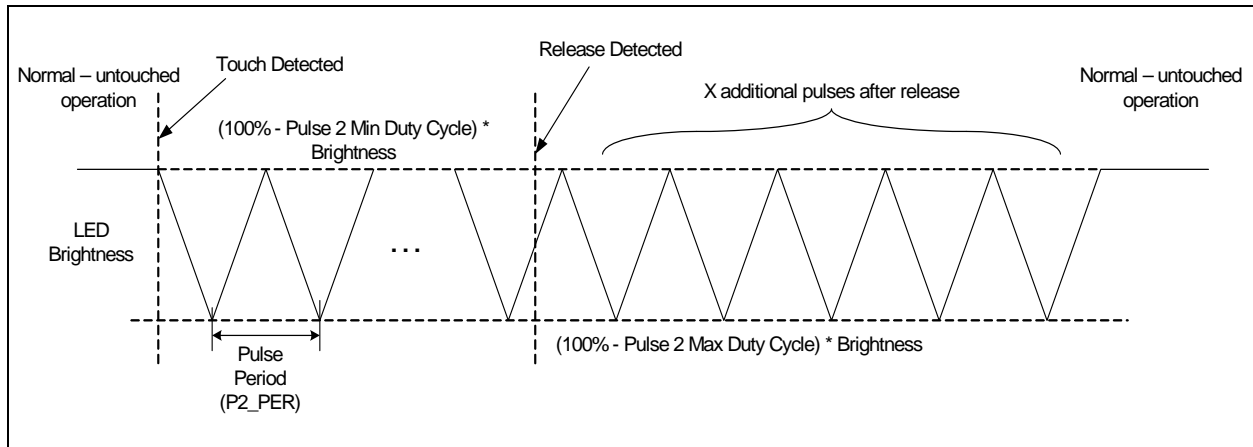 Normal – untouched
operation
Touch Detected
Release Detected
X additional pulses after release
Normal – untouched
operation
(100% - Pulse 2 Min Duty Cycle) *
Brightness
LED
Brightness
. . .
(100% - Pulse 2 Max Duty Cycle) * Brightness
Pulse
Period
(P2_PER)